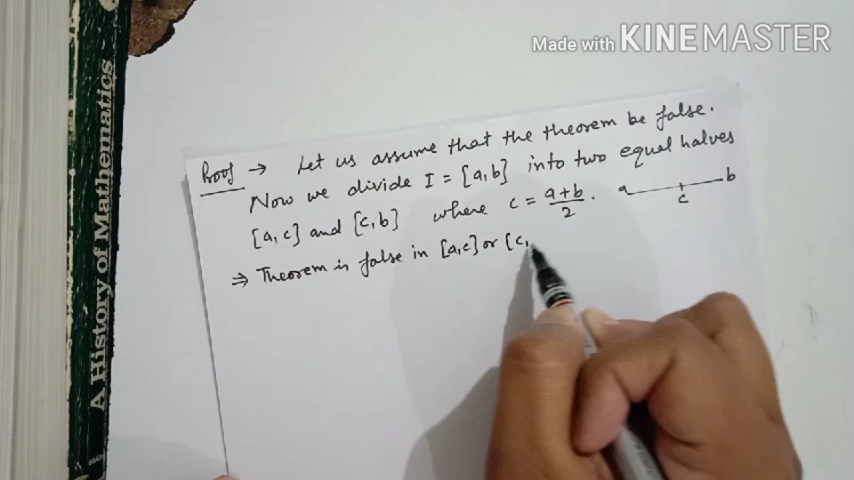 Made with KINEMASTER
A History of Mathematics
Proof → Let us assume that the theorem be false.
Now we divide I = [a,b] into two equal halves
[a,c] and [c,b] where c = a+b/2. a c b
⇒ Theorem is false in [a,c] or [c,